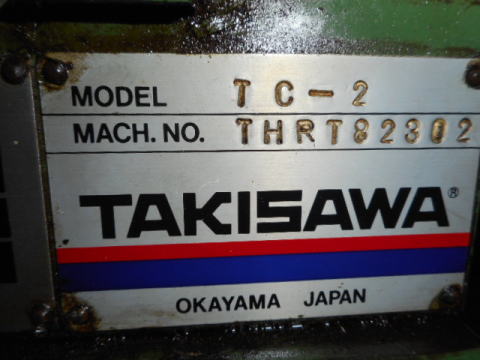 MODEL TC-2
MACH. NO. THRT82302
TAKISAWA®
OKAYAMA JAPAN